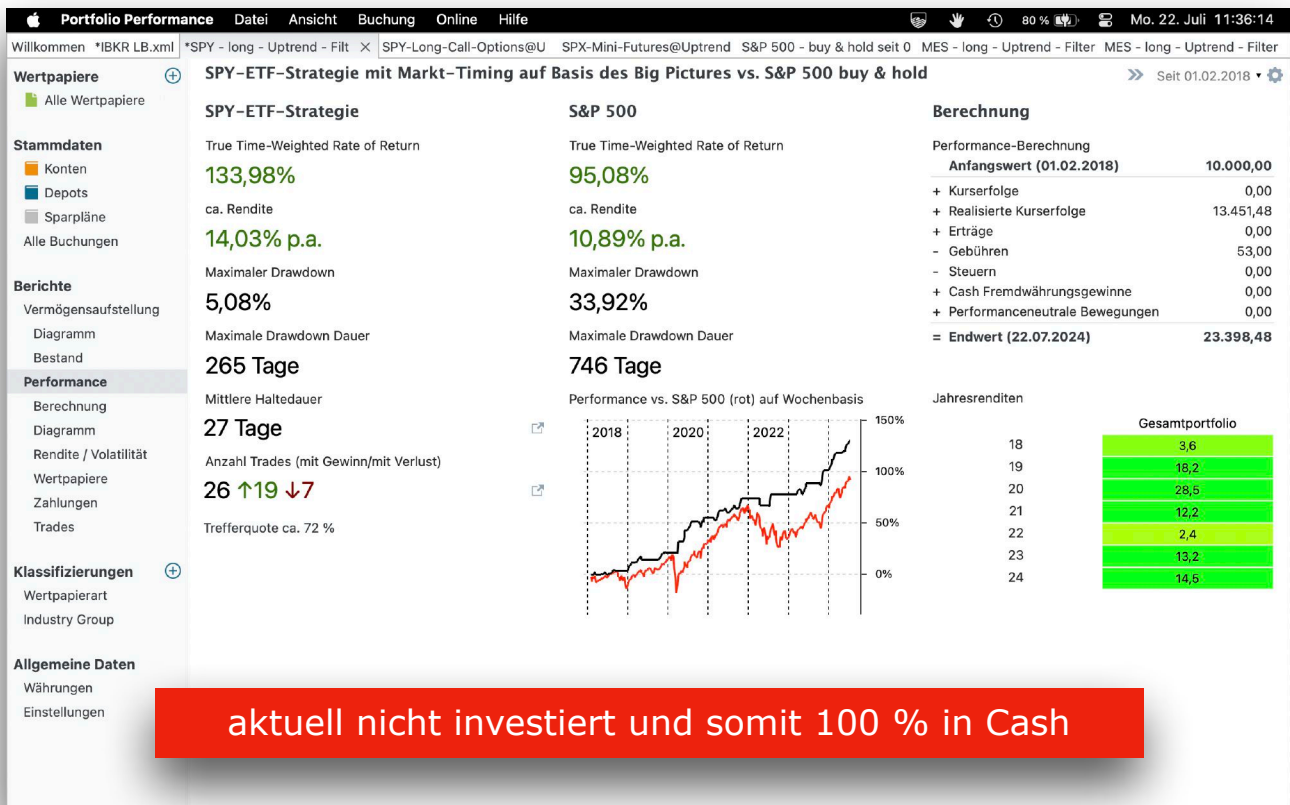 Portfolio Performance Datei Ansicht Buchung Online Hilfe 80 % Mo. 22. Juli 11:36:14
Willkommen *IBKR LB.xml *SPY - long - Uptrend - Filt SPY-Long-Call-Options@U SPX-Mini-Futures@Uptrend S&P 500 - buy & hold seit 0 MES - long - Uptrend - Filter MES - long - Uptrend - Filter
Wertpapiere
Alle Wertpapiere
Stammdaten
Konten
Depots
Sparpläne
Alle Buchungen
Berichte
Vermögensaufstellung
Diagramm
Bestand
Performance
Berechnung
Diagramm
Rendite / Volatilität
Wertpapiere
Zahlungen
Trades
Klassifizierungen
Wertpapierart
Industry Group
Allgemeine Daten
Währungen
Einstellungen
SPY-ETF-Strategie mit Markt-Timing auf Basis des Big Pictures vs. S&P 500 buy & hold
Seit 01.02.2018
SPY-ETF-Strategie
True Time-Weighted Rate of Return
133,98%
ca. Rendite
14,03% p.a.
Maximaler Drawdown
5,08%
Maximale Drawdown Dauer
265 Tage
Mittlere Haltedauer
27 Tage
Anzahl Trades (mit Gewinn/mit Verlust)
26 ↑19 ↓7
Trefferquote ca. 72 %
S&P 500
True Time-Weighted Rate of Return
95,08%
ca. Rendite
10,89% p.a.
Maximaler Drawdown
33,92%
Maximale Drawdown Dauer
746 Tage
Performance vs. S&P 500 (rot) auf Wochenbasis
2018 2020 2022
150%
100%
50%
0%
Berechnung
Performance-Berechnung
Anfangswert (01.02.2018) 10.000,00
+ Kurserfolge 0,00
+ Realisierte Kurserfolge 13.451,48
+ Erträge 0,00
- Gebühren 53,00
- Steuern 0,00
+ Cash Fremdwährungsgewinne 0,00
+ Performanceneutrale Bewegungen 0,00
= Endwert (22.07.2024) 23.398,48
Jahresrenditen
Gesamtportfolio
18 3,6
19 18,2
20 28,5
21 12,2
22 2,4
23 13,2
24 14,5
aktuell nicht investiert und somit 100 % in Cash